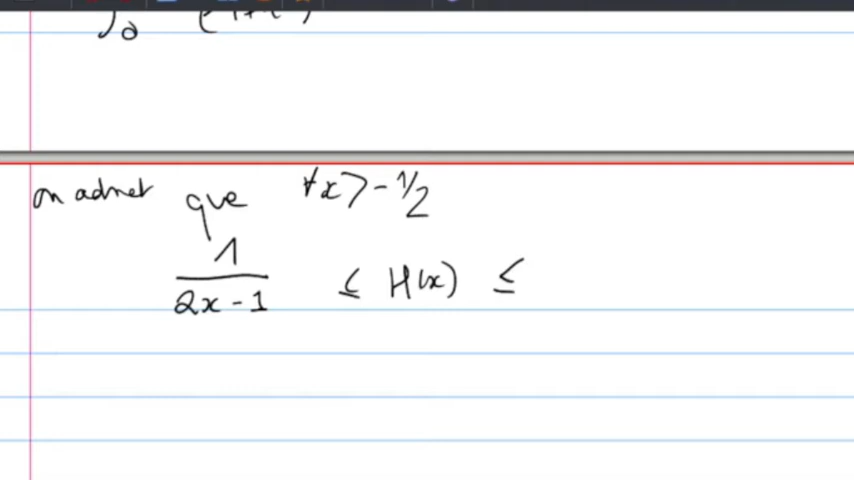 on admet que ∀x > -1/2
1/(2x-1) ≤ H(x) ≤